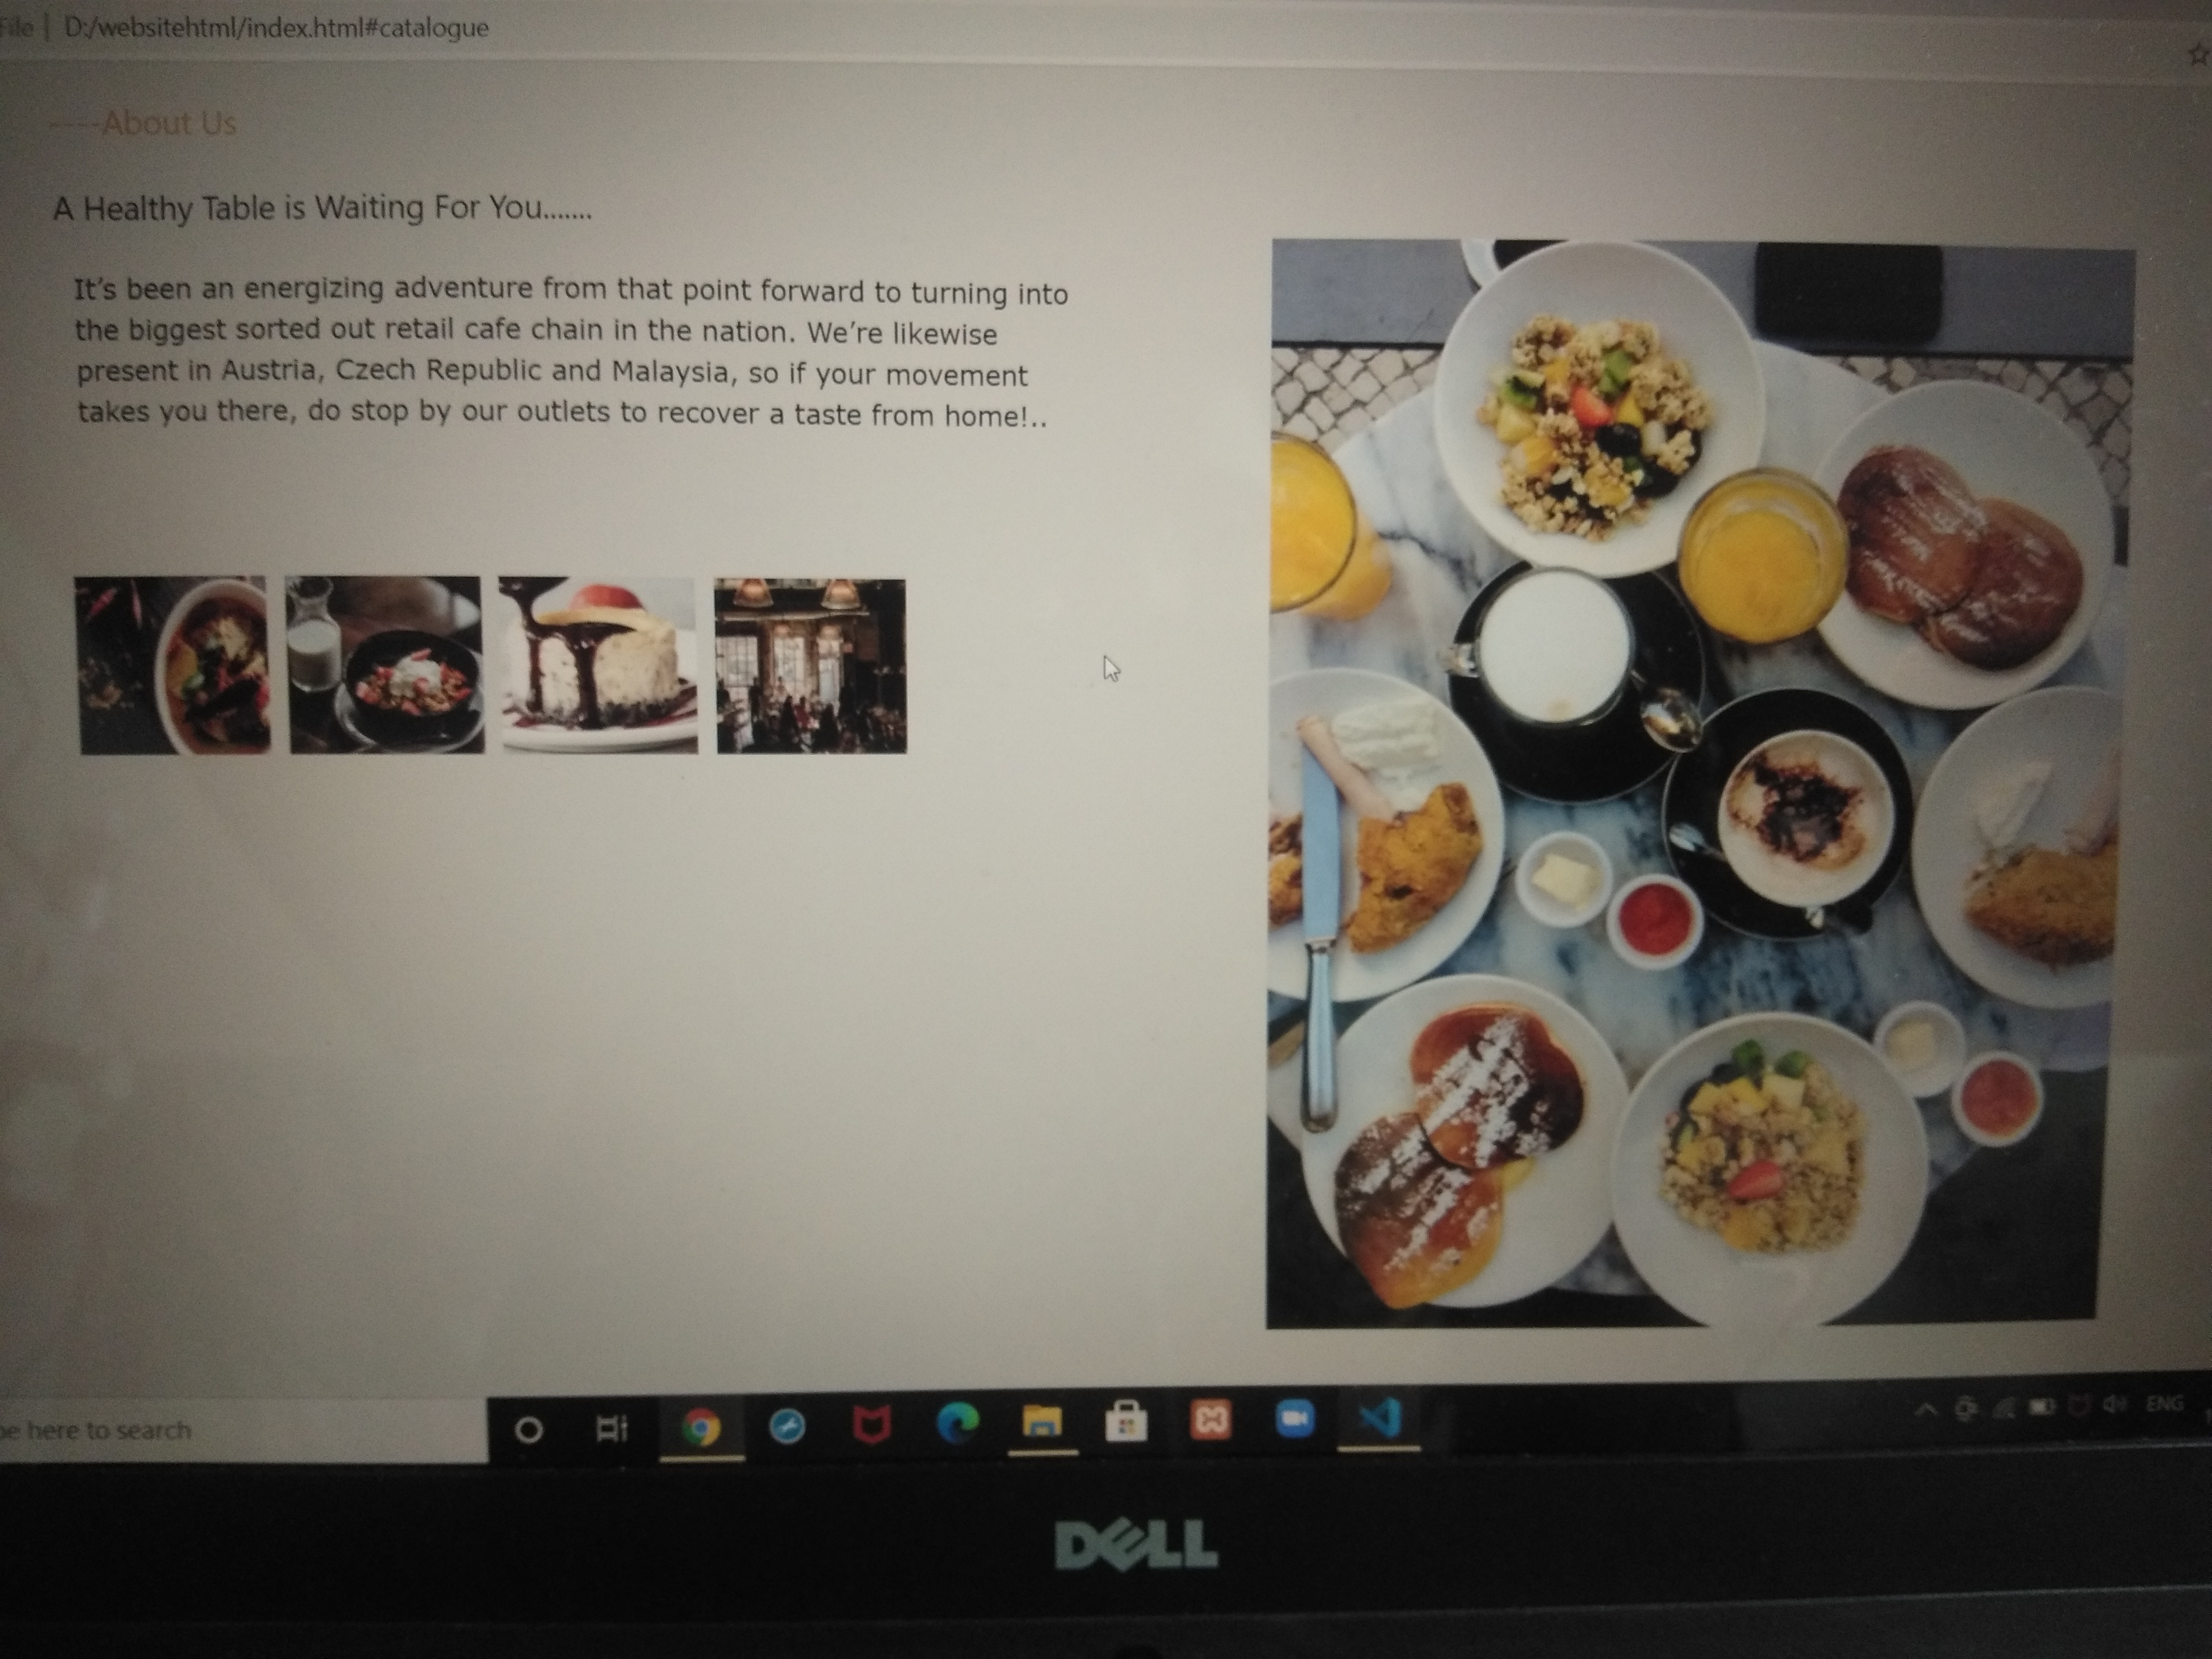 File | D:/websitehtml/index.html#catalogue
-----About Us
A Healthy Table is Waiting For You.......
It's been an energizing adventure from that point forward to turning into
the biggest sorted out retail cafe chain in the nation. We're likewise
present in Austria, Czech Republic and Malaysia, so if your movement
takes you there, do stop by our outlets to recover a taste from home!..
pe here to search
ENG
DELL